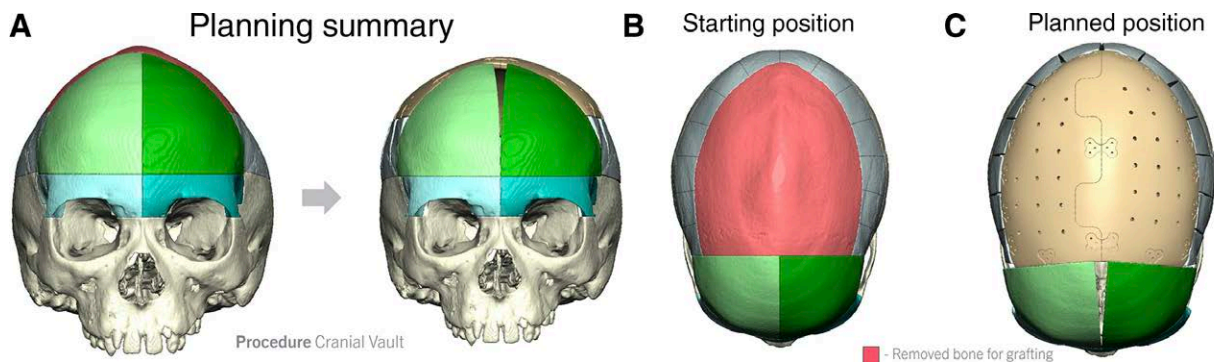 A
Planning summary
B
Starting position
C
Planned position
Procedure Cranial Vault
- Removed bone for grafting